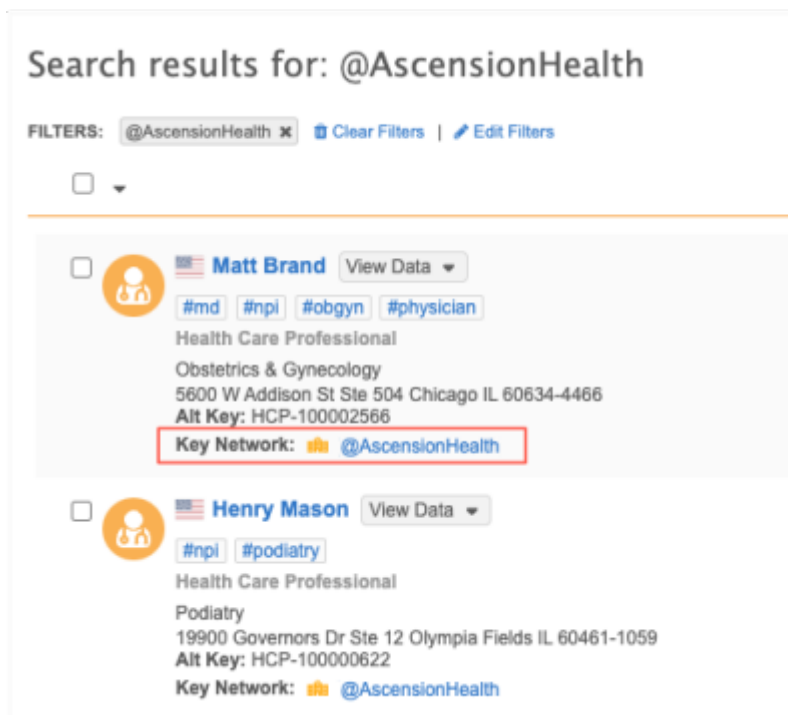 Search results for: @AscensionHealth
FILTERS: @AscensionHealth ✖ Clear Filters | Edit Filters
Matt Brand View Data
#md #npi #obgyn #physician
Health Care Professional
Obstetrics & Gynecology
5600 W Addison St Ste 504 Chicago IL 60634-4466
Alt Key: HCP-100002566
Key Network: @AscensionHealth
Henry Mason View Data
#npi #podiatry
Health Care Professional
Podiatry
19900 Governors Dr Ste 12 Olympia Fields IL 60461-1059
Alt Key: HCP-100000622
Key Network: @AscensionHealth